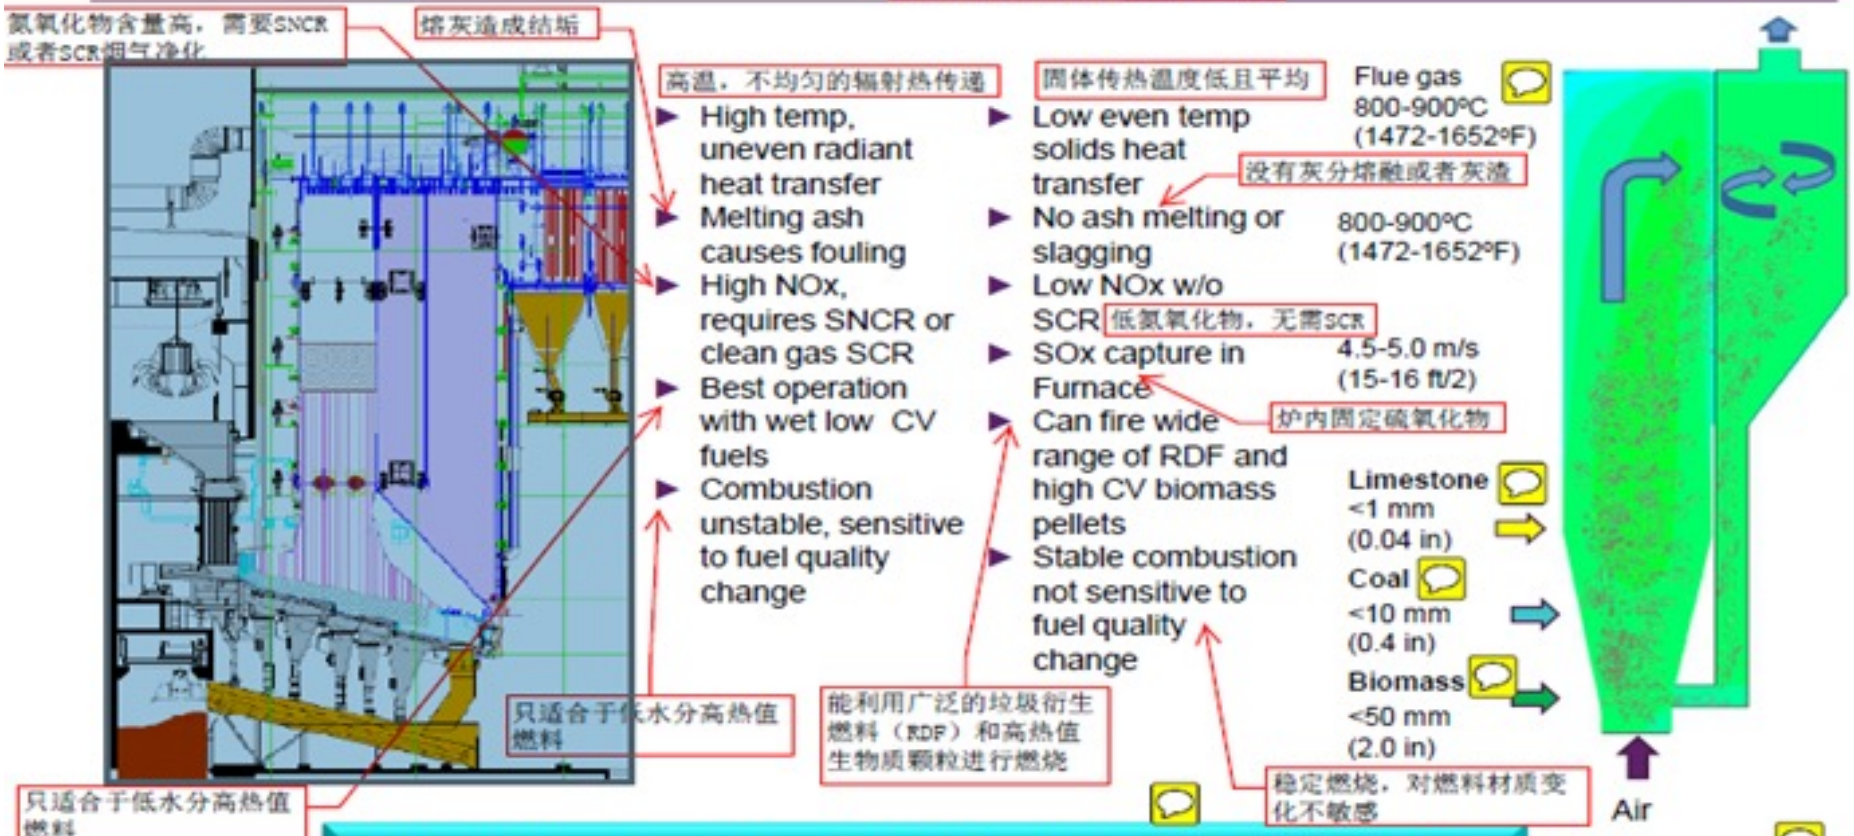 氮氧化物含量高，需要SNCR
或者SCR烟气净化
熔灰造成结垢
高温，不均匀的辐射热传递
High temp,
uneven radiant
heat transfer
Melting ash
causes fouling
High NOx,
requires SNCR or
clean gas SCR
Best operation
with wet low CV
fuels
Combustion
unstable, sensitive
to fuel quality
change
只适合于低水分高热值
燃料
只适合于低水分高热值
燃料
固体传热温度低且平均
Low even temp
solids heat
transfer
没有灰分熔融或者灰渣
No ash melting or
slagging
Low NOx w/o
SCR
低氮氧化物，无需SCR
SOx capture in
Furnace
炉内固定硫氧化物
Can fire wide
range of RDF and
high CV biomass
pellets
Stable combustion
not sensitive to
fuel quality
change
能利用广泛的垃圾衍生
燃料（RDF）和高热值
生物质颗粒进行燃烧
稳定燃烧，对燃料材质变
化不敏感
Flue gas
800-900ºC
(1472-1652ºF)
800-900ºC
(1472-1652ºF)
4.5-5.0 m/s
(15-16 ft/2)
Limestone
<1 mm
(0.04 in)
Coal
<10 mm
(0.4 in)
Biomass
<50 mm
(2.0 in)
Air